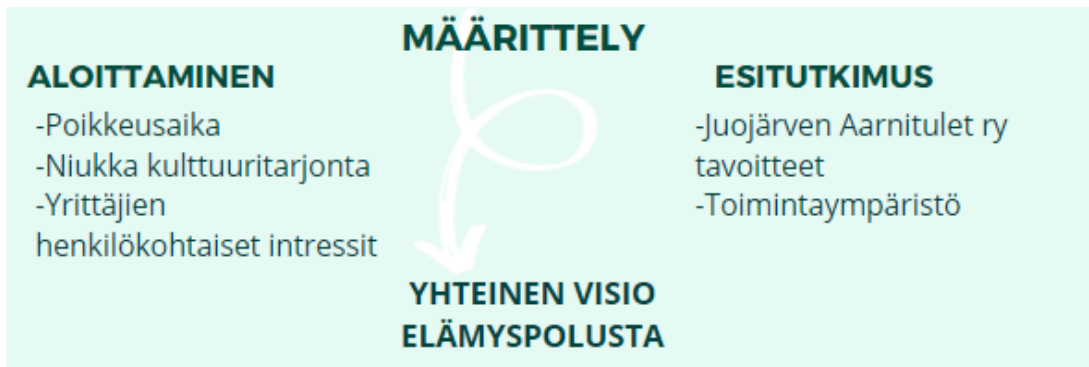 MÄÄRITTELY
ALOITTAMINEN
-Poikkeusaika
-Niukka kulttuuritarjonta
-Yrittäjien
henkilökohtaiset intressit
ESITUTKIMUS
-Juojärven Aarnitulet ry
tavoitteet
-Toimintaympäristö
YHTEINEN VISIO
ELÄMYSPOLUSTA